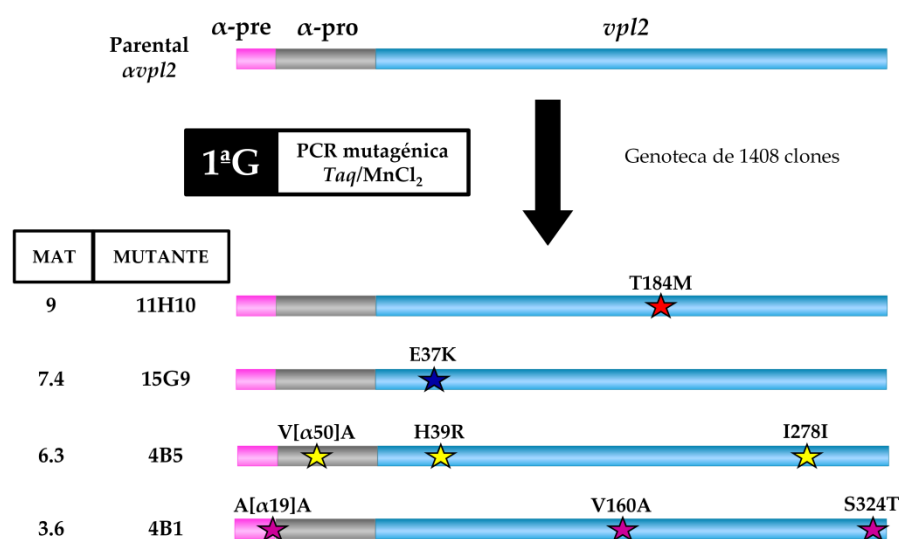 α-pre α-pro vpl2
Parental
αvpl2
1ªG
PCR mutagénica
Taq/MnCl₂
Genoteca de 1408 clones
MAT MUTANTE
T184M
9 11H10
E37K
7.4 15G9
V[α50]A H39R I278I
6.3 4B5
A[α19]A V160A S324T
3.6 4B1